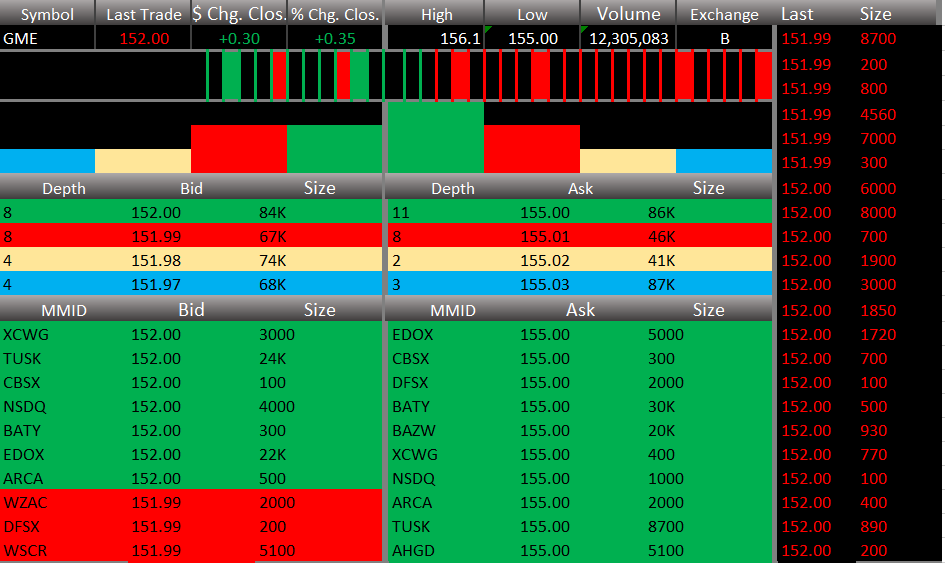 Symbol Last Trade $ Chg. Clos. % Chg. Clos. High Low Volume Exchange Last Size
GME 152.00 +0.30 +0.35 156.1 155.00 12,305,083 B 151.99 8700
151.99 200
151.99 800
151.99 4560
151.99 7000
151.99 300
Depth Bid Size Depth Ask Size 152.00 6000
8 152.00 84K 11 155.00 86K 152.00 8000
8 151.99 67K 8 155.01 46K 152.00 700
4 151.98 74K 2 155.02 41K 152.00 1900
4 151.97 68K 3 155.03 87K 152.00 3000
MMID Bid Size MMID Ask Size 152.00 1850
XCWG 152.00 3000 EDOX 155.00 5000 152.00 1720
TUSK 152.00 24K CBSX 155.00 300 152.00 700
CBSX 152.00 100 DFSX 155.00 2000 152.00 100
NSDQ 152.00 4000 BATY 155.00 30K 152.00 500
BATY 152.00 300 BAZW 155.00 20K 152.00 930
EDOX 152.00 22K XCWG 155.00 400 152.00 770
ARCA 152.00 500 NSDQ 155.00 1000 152.00 100
WZAC 151.99 2000 ARCA 155.00 2000 152.00 400
DFSX 151.99 200 TUSK 155.00 8700 152.00 890
WSCR 151.99 5100 AHGD 155.00 5100 152.00 200